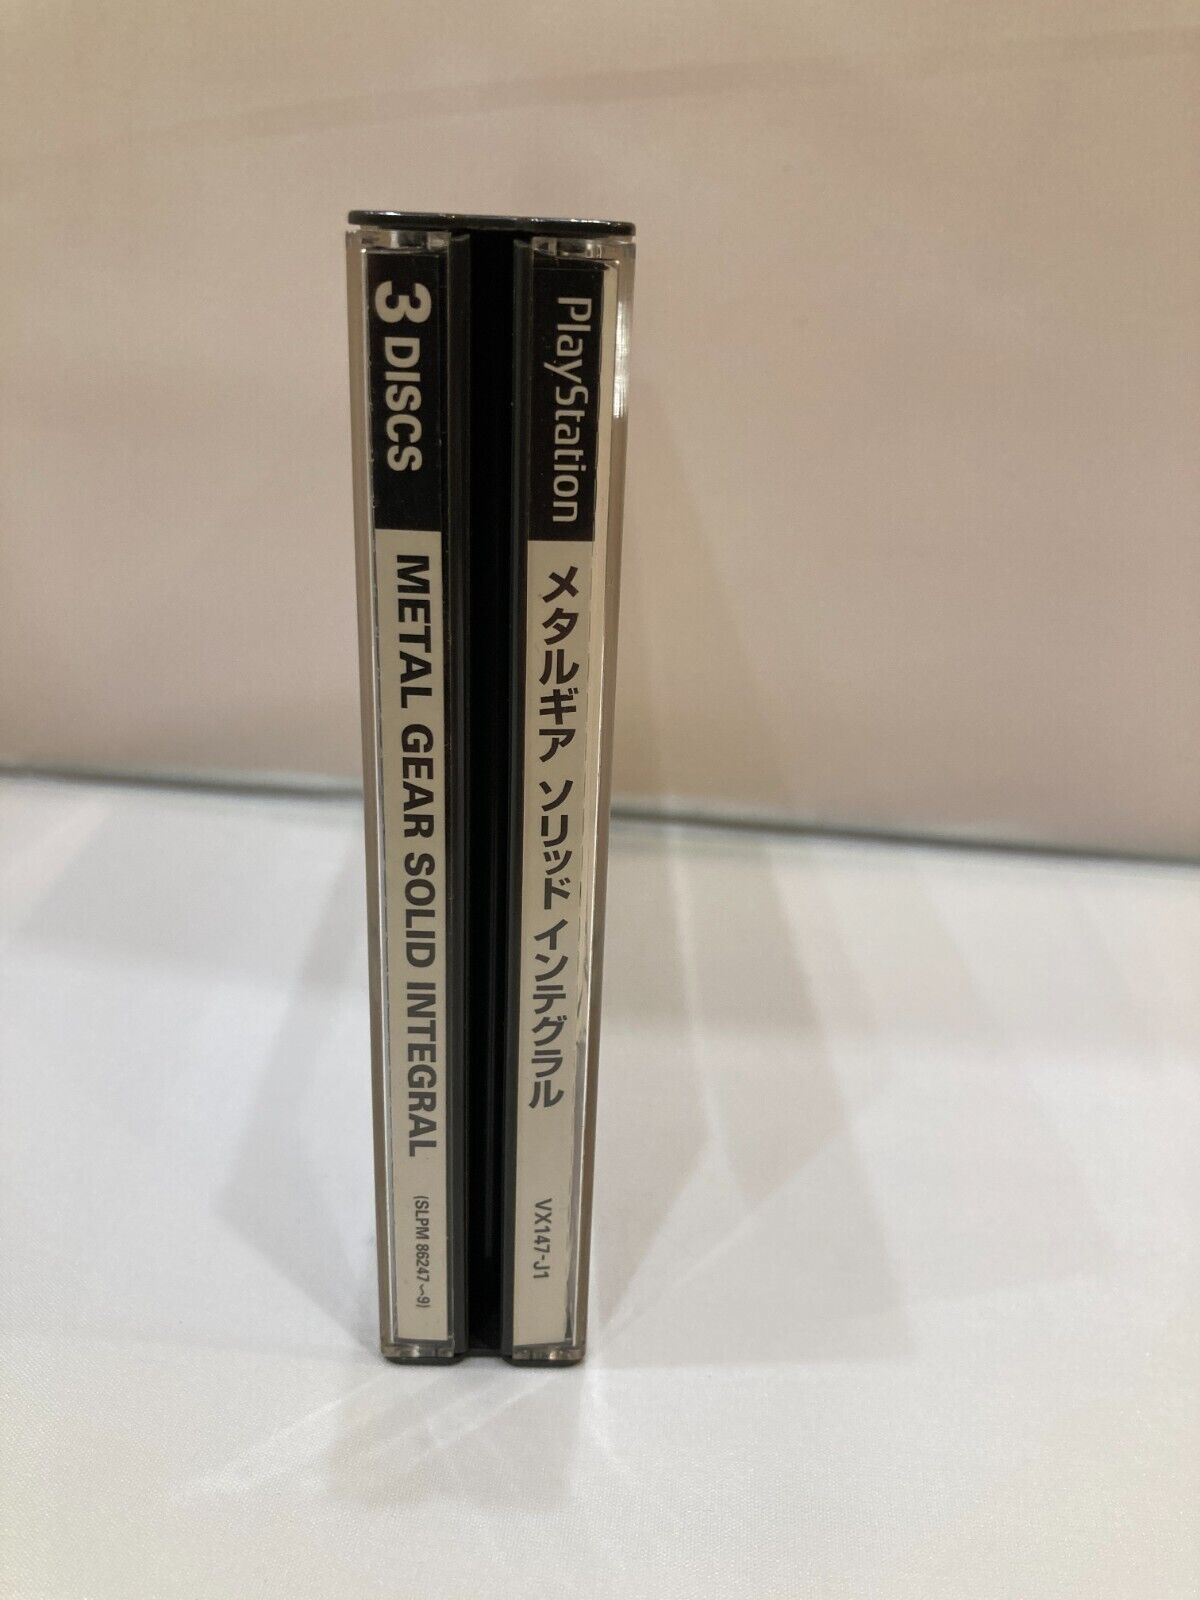 3 DISCS
METAL GEAR SOLID INTEGRAL
(SLPM 86247~9)
PlayStation
メタルギア ソリッド インテグラル
VX147-J1